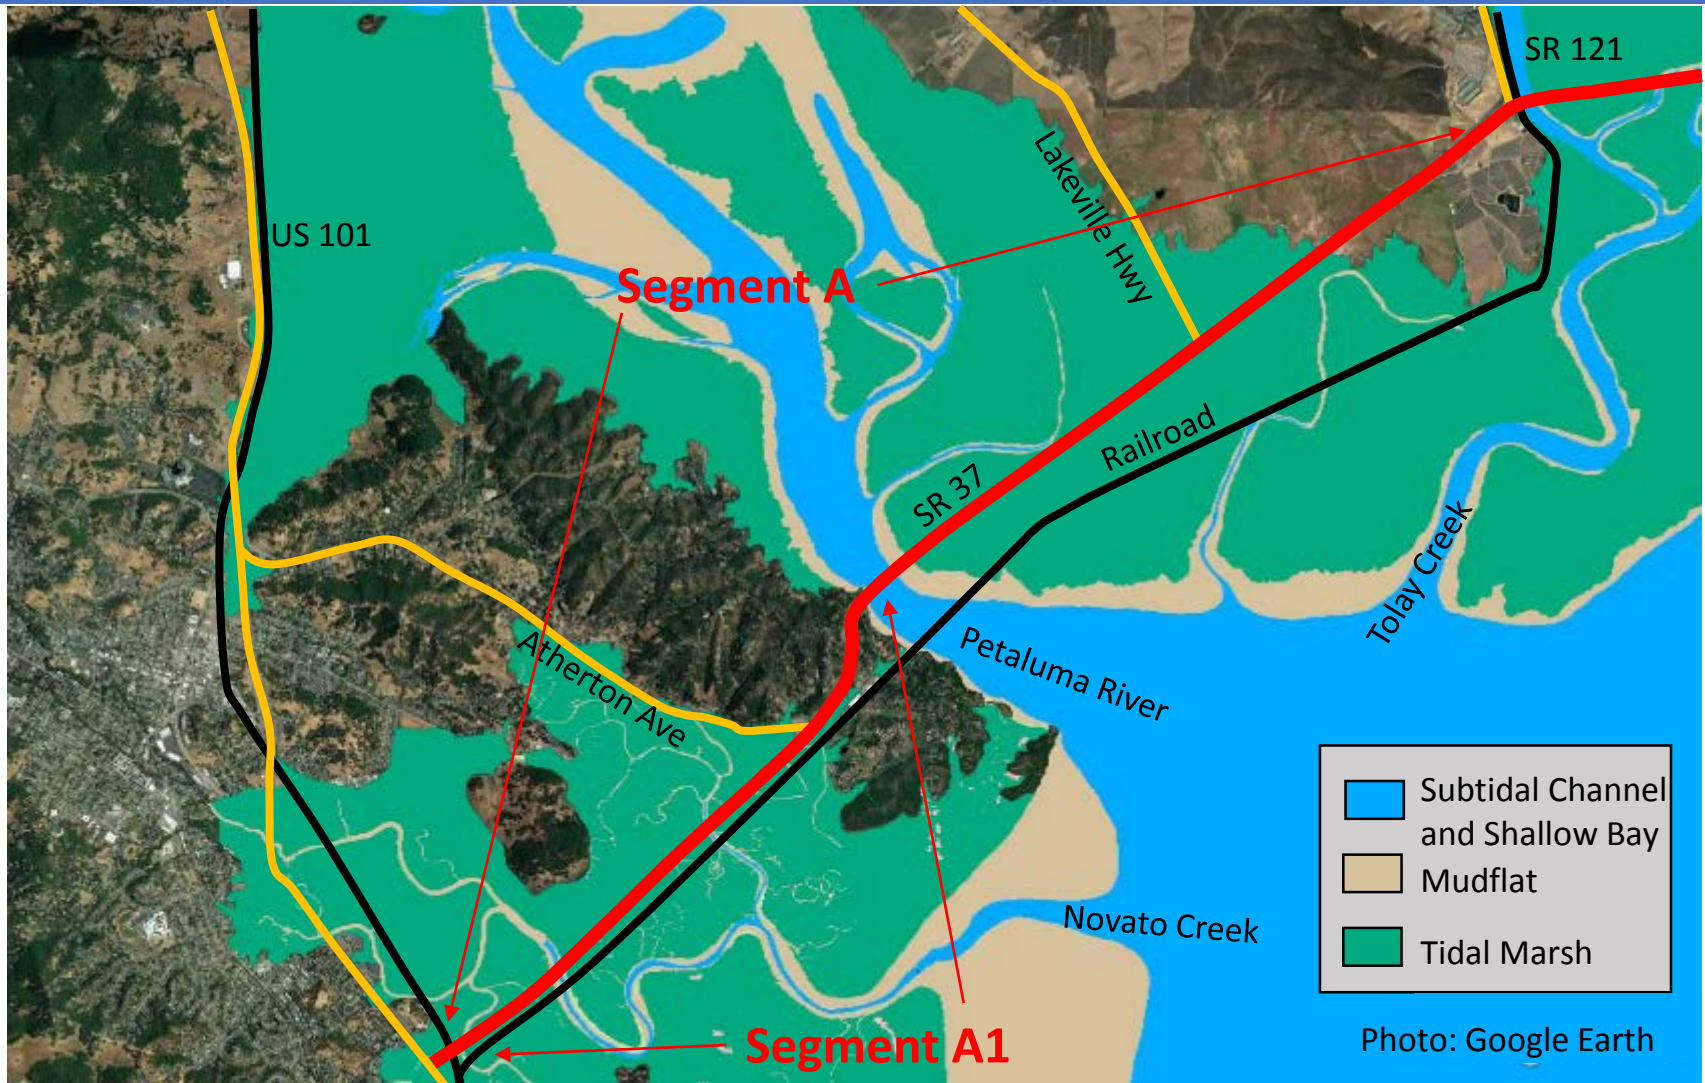 SR 121
US 101
Lakeville Hwy
Segment A
Railroad
SR 37
Tolay Creek
Petaluma River
Atherton Ave
Subtidal Channel
and Shallow Bay
Mudflat
Novato Creek
Tidal Marsh
Segment A1
Photo: Google Earth